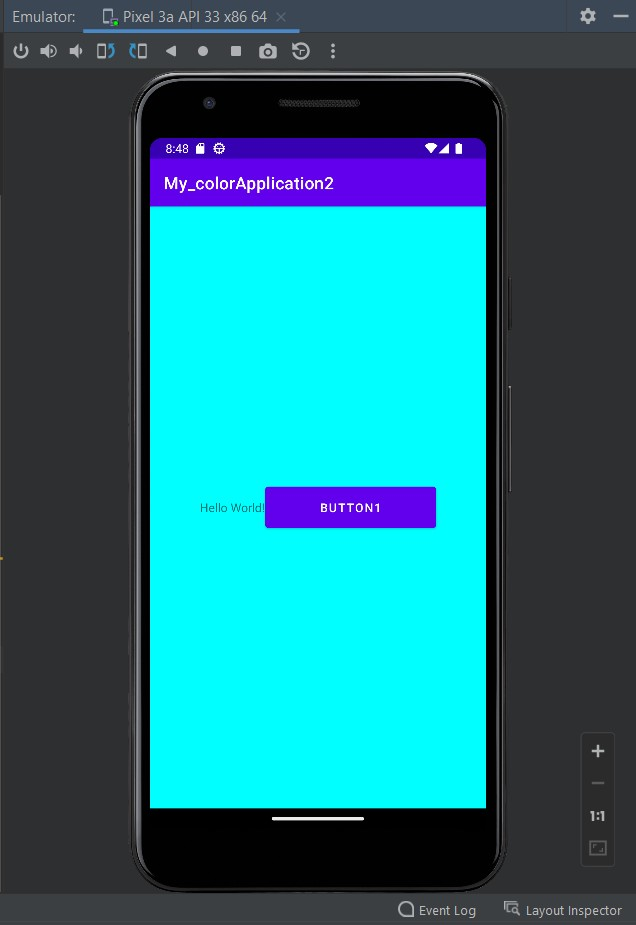 Emulator: Pixel 3a API 33 x86 64
8:48
My_colorApplication2
Hello World! BUTTON1
1:1
Event Log Layout Inspector